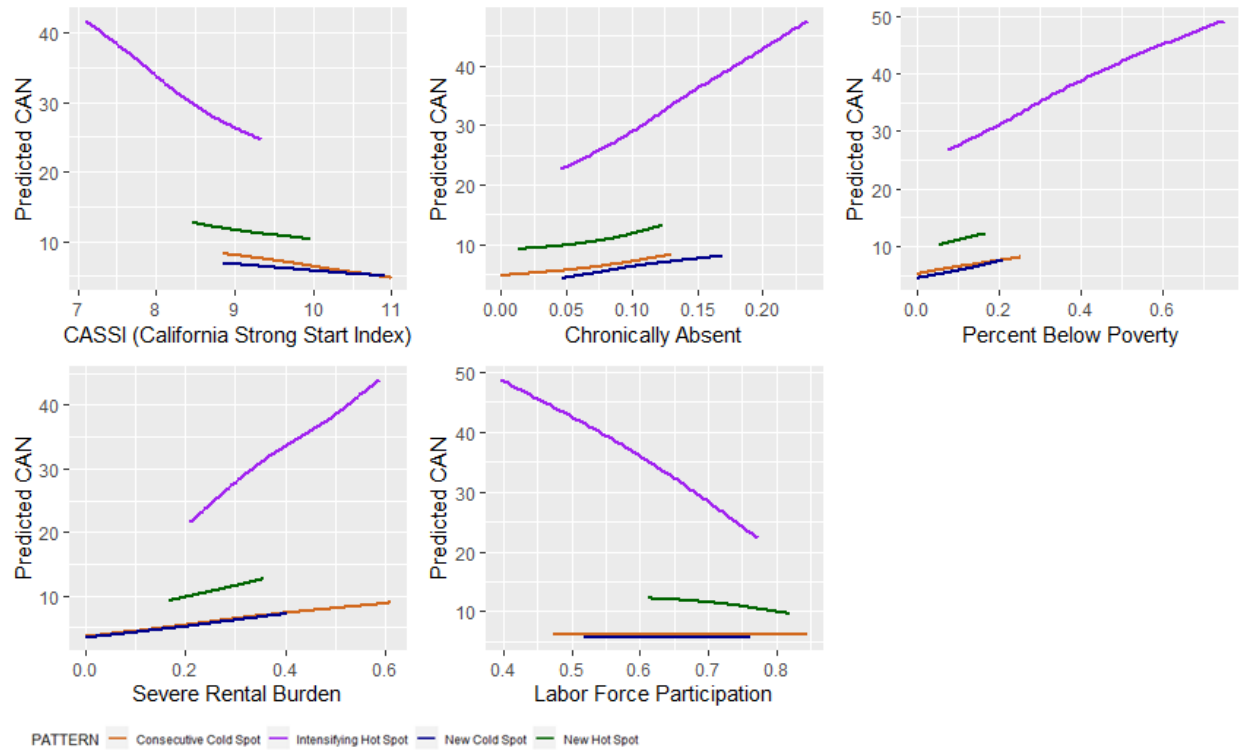 Predicted CAN
40
30
20
10
7 8 9 10 11
CASSI (California Strong Start Index)
Predicted CAN
40
30
20
10
0.00 0.05 0.10 0.15 0.20
Chronically Absent
Predicted CAN
50
40
30
20
10
0.0 0.2 0.4 0.6
Percent Below Poverty
Predicted CAN
40
30
20
10
0.0 0.2 0.4 0.6
Severe Rental Burden
Predicted CAN
50
40
30
20
10
0.4 0.5 0.6 0.7 0.8
Labor Force Participation
PATTERN Consecutive Cold Spot Intensifying Hot Spot New Cold Spot New Hot Spot